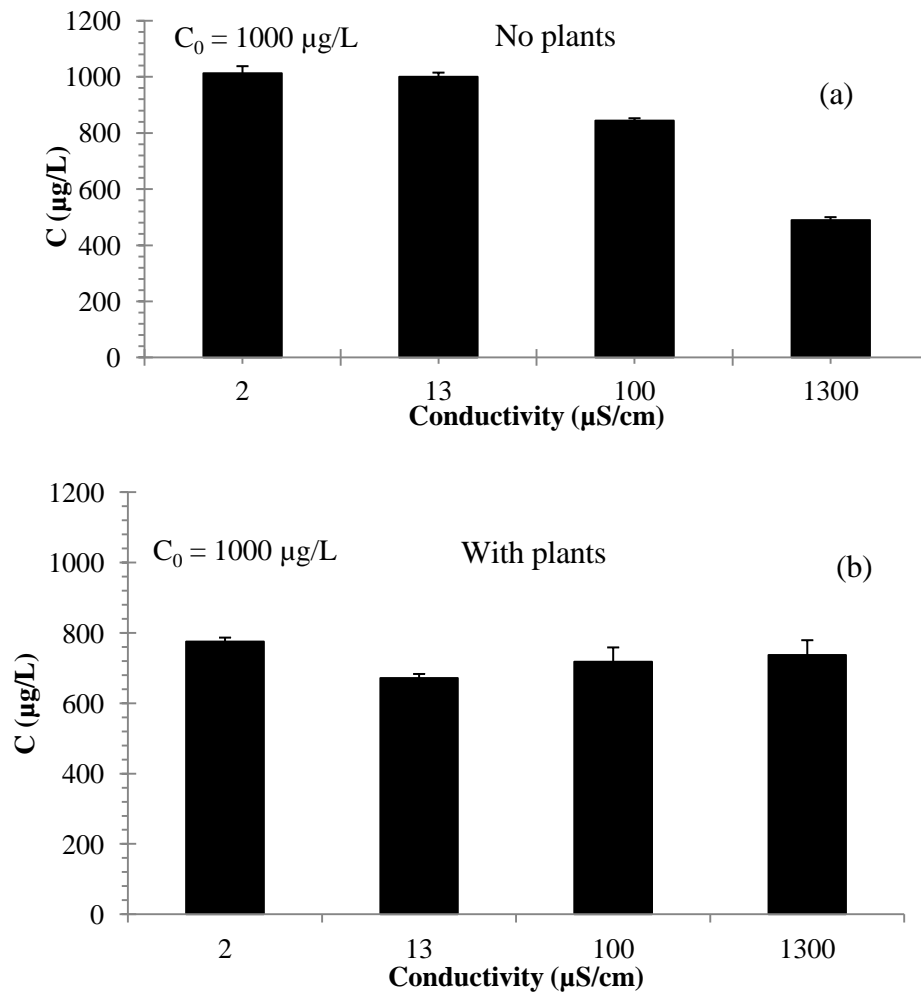 1200
C₀ = 1000 µg/L
No plants
1000
(a)
800
C (µg/L)
600
400
200
0
2 13 100 1300
Conductivity (µS/cm)
1200
1000
C₀ = 1000 µg/L
With plants
(b)
800
C (µg/L)
600
400
200
0
2 13 100 1300
Conductivity (µS/cm)